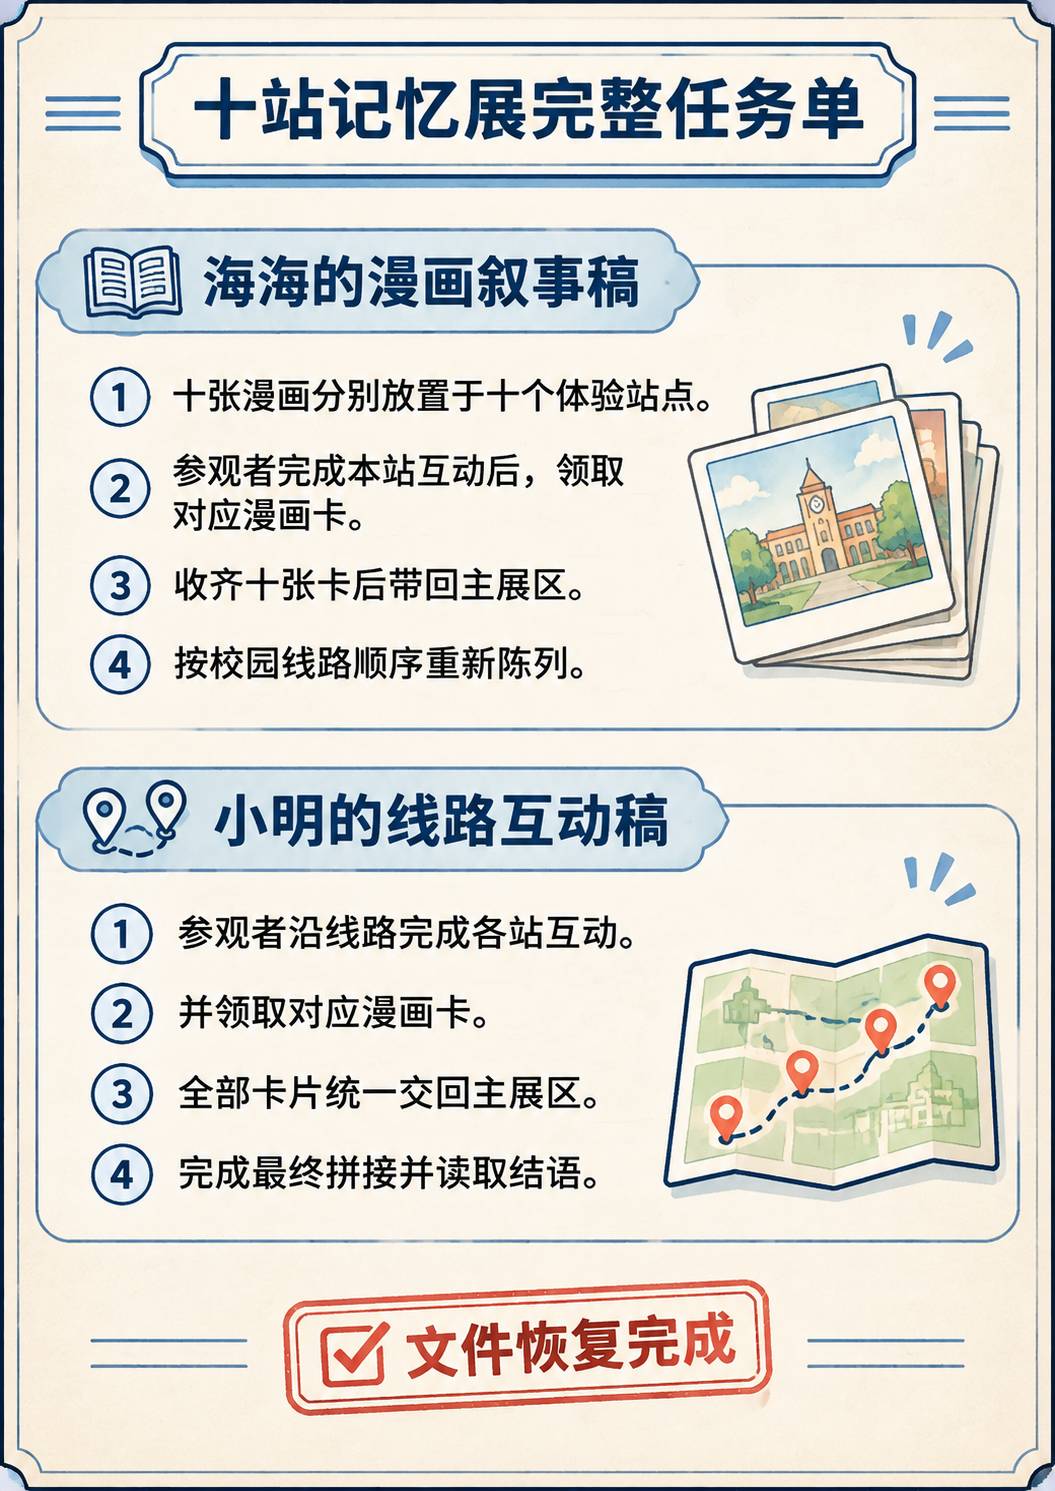 十站记忆展完整任务单
海海的漫画叙事稿
1 十张漫画分别放置于十个体验站点。
2 参观者完成本站互动后，领取
对应漫画卡。
3 收齐十张卡后带回主展区。
4 按校园线路顺序重新陈列。
小明的线路互动稿
1 参观者沿线路完成各站互动。
2 并领取对应漫画卡。
3 全部卡片统一交回主展区。
4 完成最终拼接并读取结语。
文件恢复完成